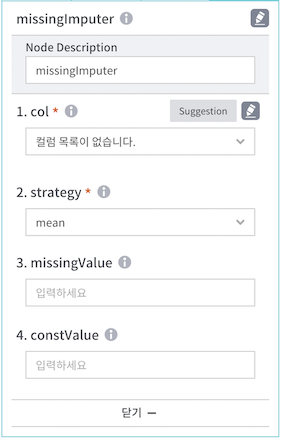 missingImputer
Node Description
missingImputer
1. col *
Suggestion
컬럼 목록이 없습니다.
2. strategy *
mean
3. missingValue
입력하세요
4. constValue
입력하세요
닫기